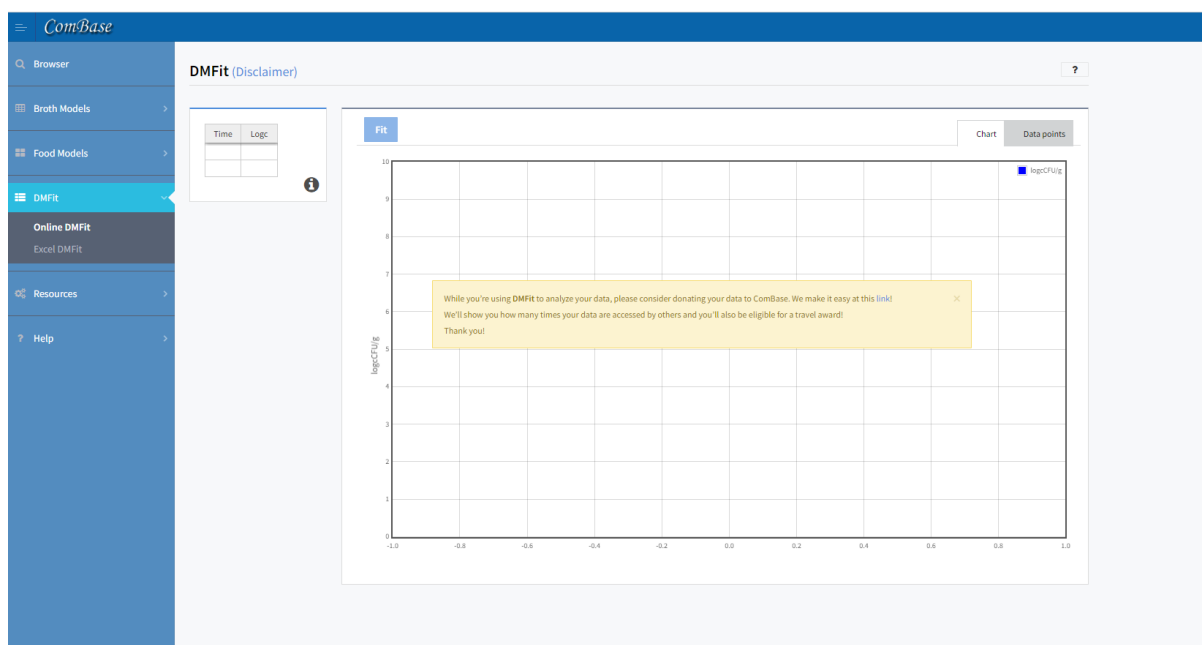 ComBase
Browser
Broth Models
Food Models
DMFit
Online DMFit
Excel DMFit
Resources
? Help
DMFit (Disclaimer)
?
Time Logc
Fit
Chart Data points
logcCFU/g
10
9
8
7
6
5
4
3
2
1
0
logcCFU/g
While you're using DMFit to analyze your data, please consider donating your data to ComBase. We make it easy at this link! ×
We'll show you how many times your data are accessed by others and you'll also be eligible for a travel award!
Thank you!
-1.0 -0.8 -0.6 -0.4 -0.2 0.0 0.2 0.4 0.6 0.8 1.0